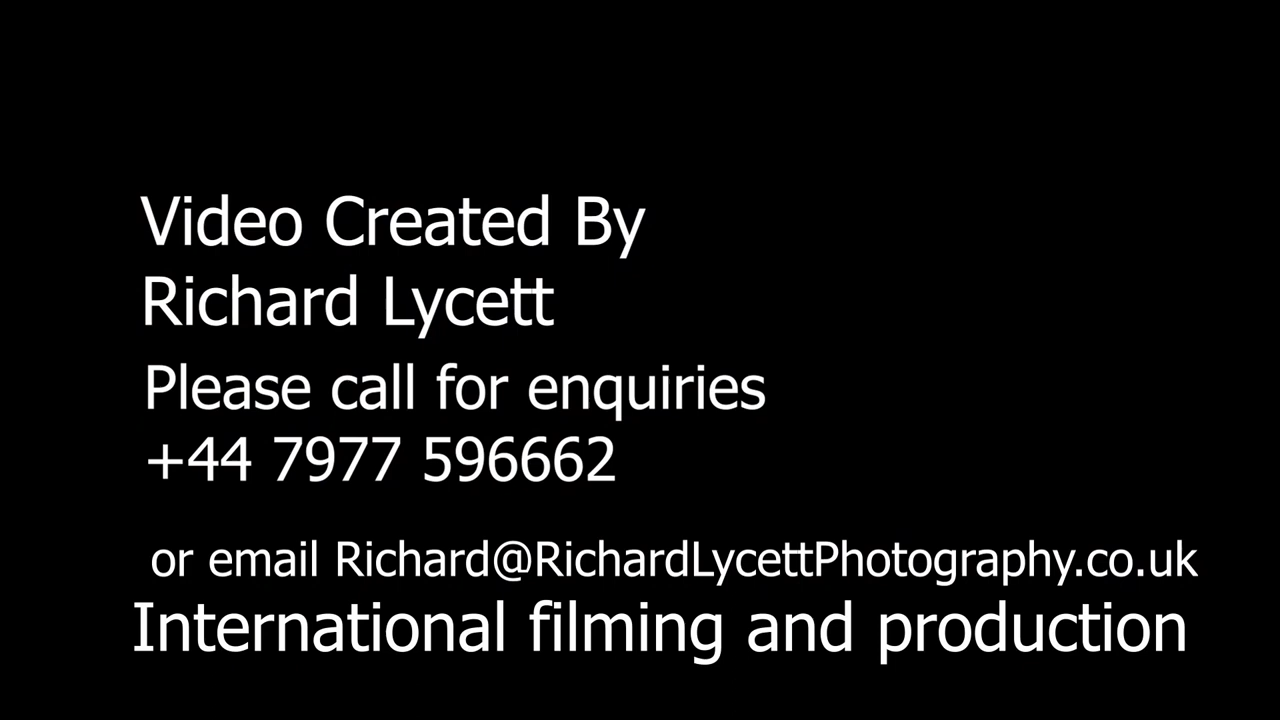 Video Created By
Richard Lycett
Please call for enquiries
+44 7977 596662
or email Richard@RichardLycettPhotography.co.uk
International filming and production